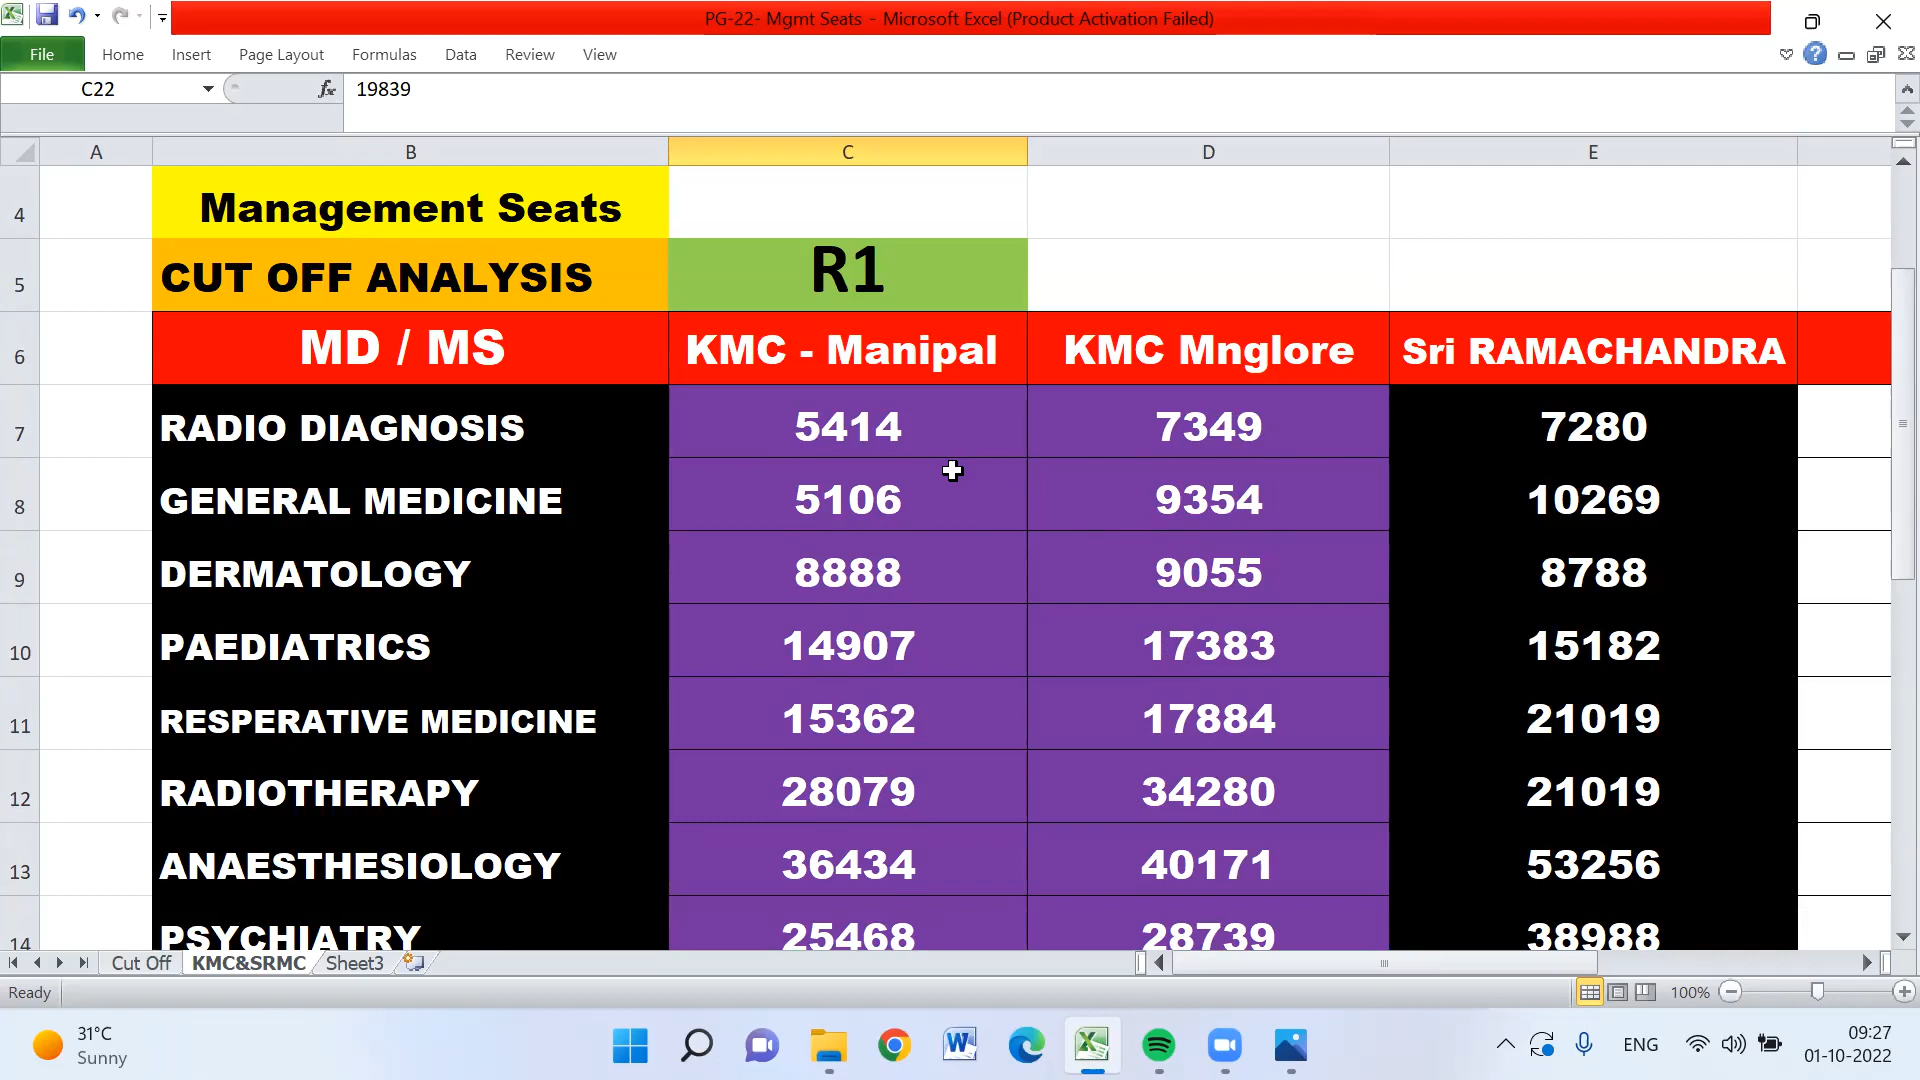 PG-22- Mgmt Seats - Microsoft Excel (Product Activation Failed)
File Home Insert Page Layout Formulas Data Review View
C22 fx 19839
A B C D E
4 Management Seats
5 CUT OFF ANALYSIS R1
6 MD / MS KMC - Manipal KMC Mnglore Sri RAMACHANDRA
7 RADIO DIAGNOSIS 5414 7349 7280
8 GENERAL MEDICINE 5106 9354 10269
9 DERMATOLOGY 8888 9055 8788
10 PAEDIATRICS 14907 17383 15182
11 RESPERATIVE MEDICINE 15362 17884 21019
12 RADIOTHERAPY 28079 34280 21019
13 ANAESTHESIOLOGY 36434 40171 53256
14 PSYCHIATRY 25468 28739 38988
Cut Off KMC&SRMC Sheet3
Ready 100%
31°C
Sunny
ENG
09:27
01-10-2022